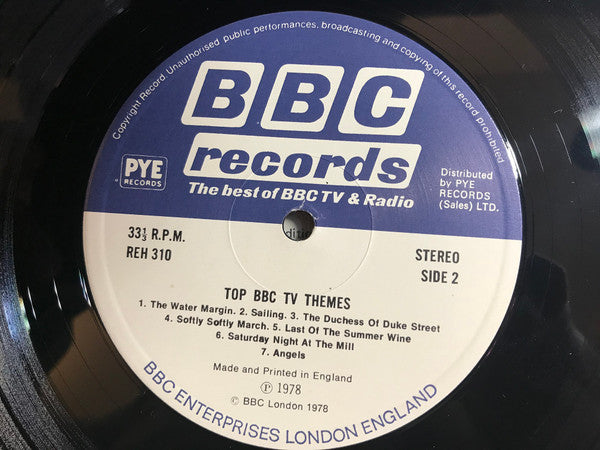 Copyright Record. Unauthorised public performances, broadcasting and copying of this record prohibited
BBC
records
The best of BBC TV & Radio
PYE
RECORDS
Distributed
by PYE
RECORDS
(Sales) LTD.
33⅓ R.P.M.
REH 310
STEREO
SIDE 2
TOP BBC TV THEMES
1. The Water Margin. 2. Sailing. 3. The Duchess Of Duke Street
4. Softly Softly March. 5. Last Of The Summer Wine
6. Saturday Night At The Mill
7. Angels
Made and Printed in England
Ⓟ 1978
© BBC London 1978
BBC ENTERPRISES LONDON ENGLAND